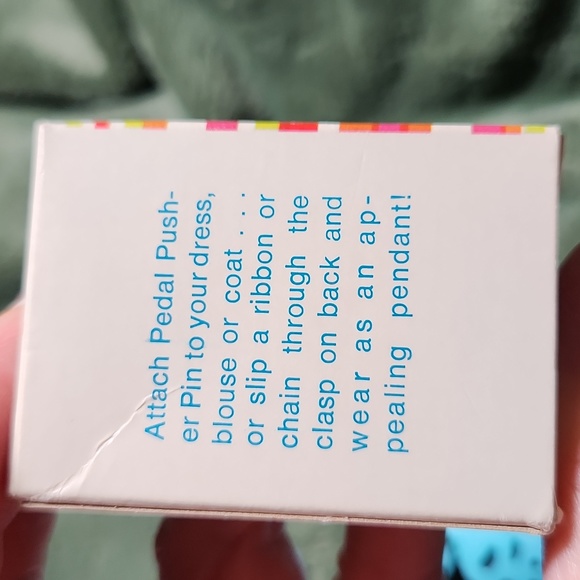 Attach Pedal Push-
er Pin to your dress,
blouse or coat . . .
or slip a ribbon or
chain through the
clasp on back and
wear as an ap-
pealing pendant!